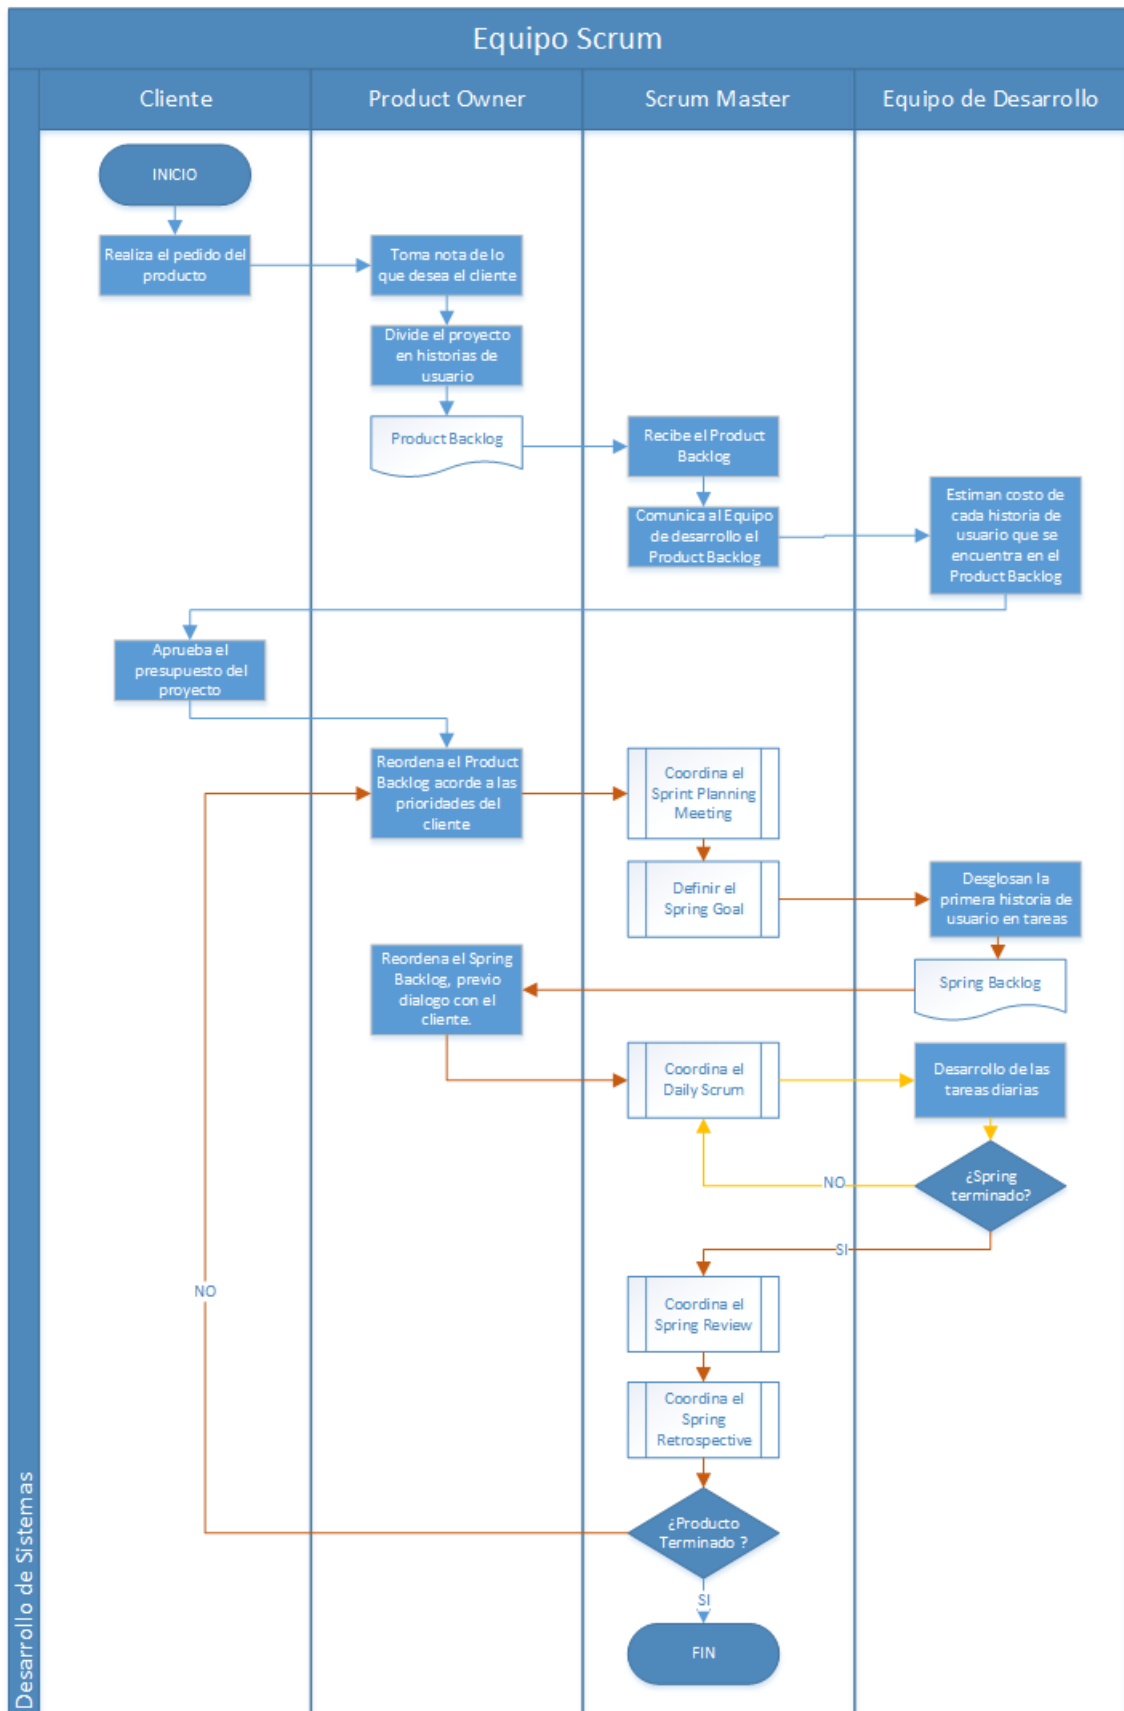 Equipo Scrum
Cliente
Product Owner
Scrum Master
Equipo de Desarrollo
INICIO
Realiza el pedido del
producto
Toma nota de lo
que desea el cliente
Divide el proyecto
en historias de
usuario
Product Backlog
Recibe el Product
Backlog
Comunica al Equipo
de desarrollo el
Product Backlog
Estiman costo de
cada historia de
usuario que se
encuentra en el
Product Backlog
Aprueba el
presupuesto del
proyecto
Reordena el Product
Backlog acorde a las
prioridades del
cliente
Coordina el
Sprint Planning
Meeting
Definir el
Spring Goal
Desglosan la
primera historia de
usuario en tareas
Spring Backlog
Reordena el Spring
Backlog, previo
dialogo con el
cliente.
Coordina el
Daily Scrum
Desarrollo de las
tareas diarias
¿Spring
terminado?
NO
SI
Coordina el
Spring Review
NO
Coordina el
Spring
Retrospective
¿Producto
Terminado ?
SI
FIN
Desarrollo de Sistemas